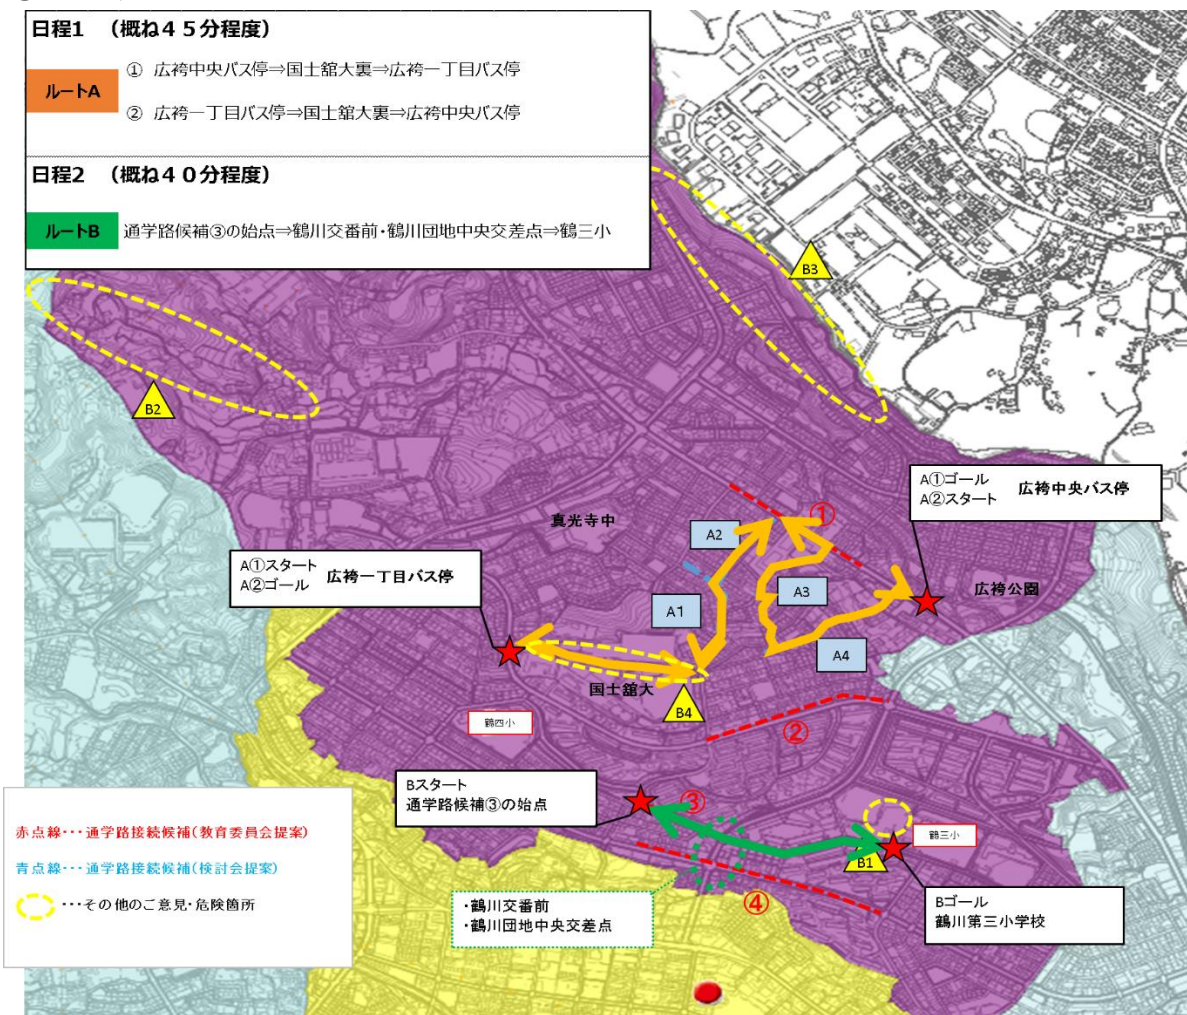 日程1 (概ね45分程度)
ルートA
① 広袴中央バス停⇒国士舘大裏⇒広袴一丁目バス停
② 広袴一丁目バス停⇒国士舘大裏⇒広袴中央バス停
日程2 (概ね40分程度)
ルートB
通学路候補③の始点⇒鶴川交番前・鶴川団地中央交差点⇒鶴三小
B3
B2
A①ゴール
A②スタート
広袴中央バス停
①
真光寺中
A2
A①スタート
A②ゴール
広袴一丁目バス停
A3
広袴公園
A1
A4
国士舘大
B4
鶴四小
②
Bスタート
通学路候補③の始点
③
鶴三小
B1
④
・鶴川交番前
・鶴川団地中央交差点
Bゴール
鶴川第三小学校
赤点線・・・通学路接続候補(教育委員会提案)
青点線・・・通学路接続候補(検討会提案)
・・・その他のご意見・危険箇所